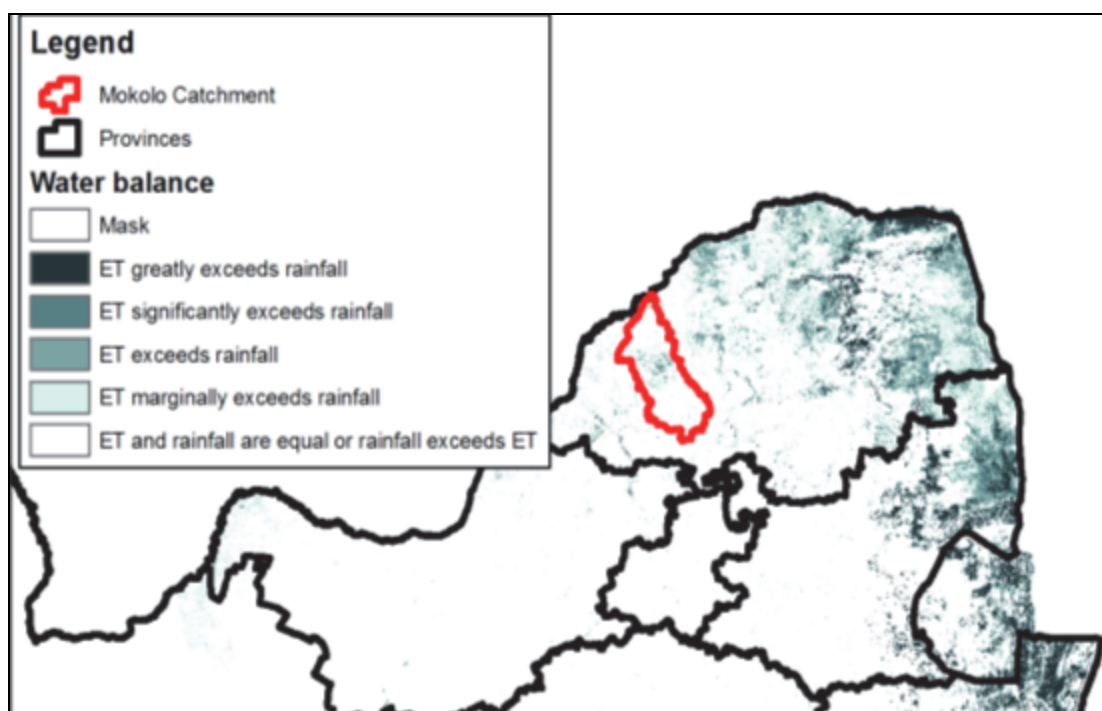 Legend
Mokolo Catchment
Provinces
Water balance
Mask
ET greatly exceeds rainfall
ET significantly exceeds rainfall
ET exceeds rainfall
ET marginally exceeds rainfall
ET and rainfall are equal or rainfall exceeds ET